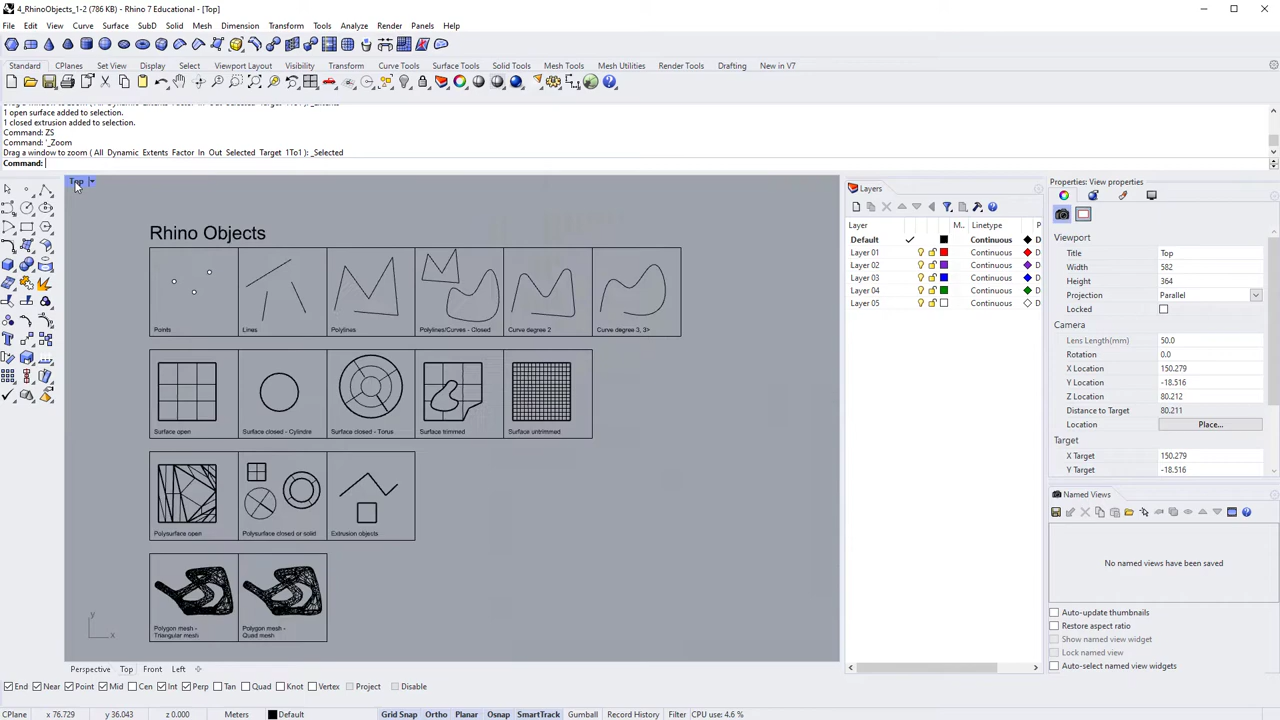 4_RhinoObjects_1-2 (786 KB) - Rhino 7 Educational - [Top]
File Edit View Curve Surface SubD Solid Mesh Dimension Transform Tools Analyze Render Panels Help
Standard CPlanes Set View Display Select Viewport Layout Visibility Transform Curve Tools Surface Tools Solid Tools Mesh Tools Render Tools Drafting New in V7
1 open surface added to selection.
1 closed extrusion added to selection.
Command: ZS
Command: '_Zoom
Drag a window to zoom ( All Dynamic Extents Factor In Out Selected Target 1To1 ): _Selected
Command:
Top
Rhino Objects
Points
Lines
Polylines
Polylines/Curves - Closed
Curve degree 2
Curve degree 3, 3>
Surface open
Surface closed - Cylindre
Surface closed - Torus
Surface trimmed
Surface untrimmed
Polysurface open
Polysurface closed or solid
Extrusion objects
Polygon mesh -
Triangular mesh
Polygon mesh -
Quad mesh
y
x
Perspective Top Front Left
End Near Point Mid Cen Int Perp Tan Quad Knot Vertex Project Disable
CPlane x 76.729 y 36.043 z 0.000 Meters Default Grid Snap Ortho Planar Osnap SmartTrack Gumball Record History Filter CPU use: 4.6 %
Layers
Layer M... Linetype P
Default Continuous D
Layer 01 Continuous D
Layer 02 Continuous D
Layer 03 Continuous D
Layer 04 Continuous D
Layer 05 Continuous D
Properties: View properties
Viewport
Title Top
Width 582
Height 364
Projection Parallel
Locked
Camera
Lens Length(mm) 50.0
Rotation 0.0
X Location 150.279
Y Location -18.516
Z Location 80.212
Distance to Target 80.211
Location Place...
Target
X Target 150.279
Y Target -18.516
Named Views
No named views have been saved
Auto-update thumbnails
Restore aspect ratio
Show named view widget
Lock named view
Auto-select named view widgets